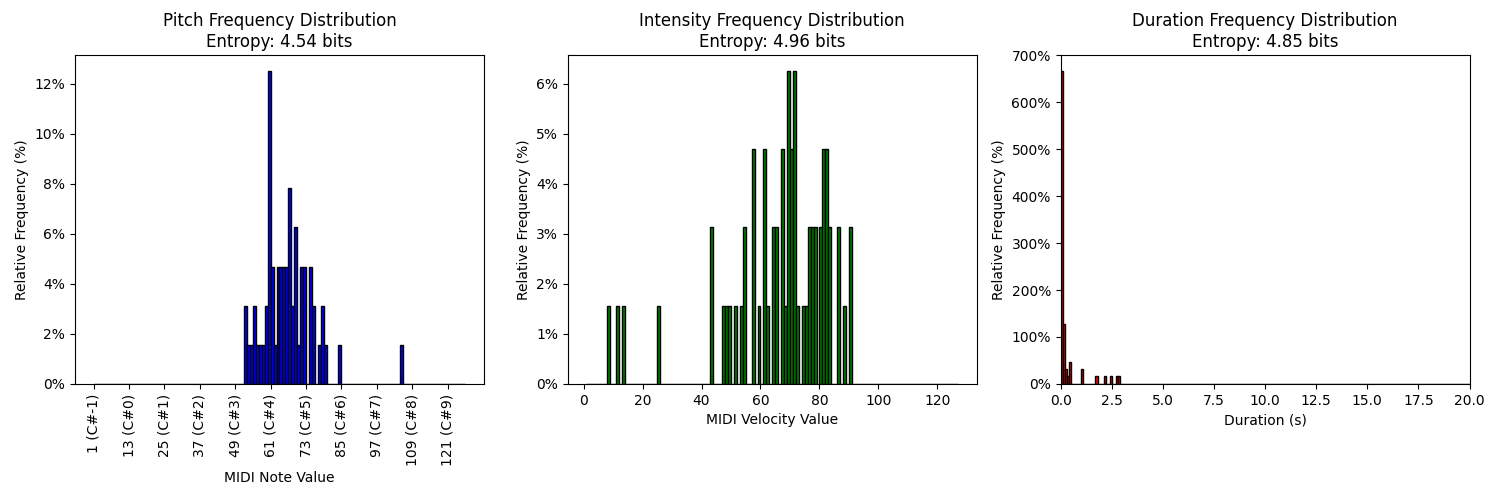 Pitch Frequency Distribution
Entropy: 4.54 bits
Relative Frequency (%)
12%
10%
8%
6%
4%
2%
0%
1 (C#-1)
13 (C#0)
25 (C#1)
37 (C#2)
49 (C#3)
61 (C#4)
73 (C#5)
85 (C#6)
97 (C#7)
109 (C#8)
121 (C#9)
MIDI Note Value
Intensity Frequency Distribution
Entropy: 4.96 bits
Relative Frequency (%)
6%
5%
4%
3%
2%
1%
0%
0 20 40 60 80 100 120
MIDI Velocity Value
Duration Frequency Distribution
Entropy: 4.85 bits
Relative Frequency (%)
700%
600%
500%
400%
300%
200%
100%
0%
0.0 2.5 5.0 7.5 10.0 12.5 15.0 17.5 20.0
Duration (s)